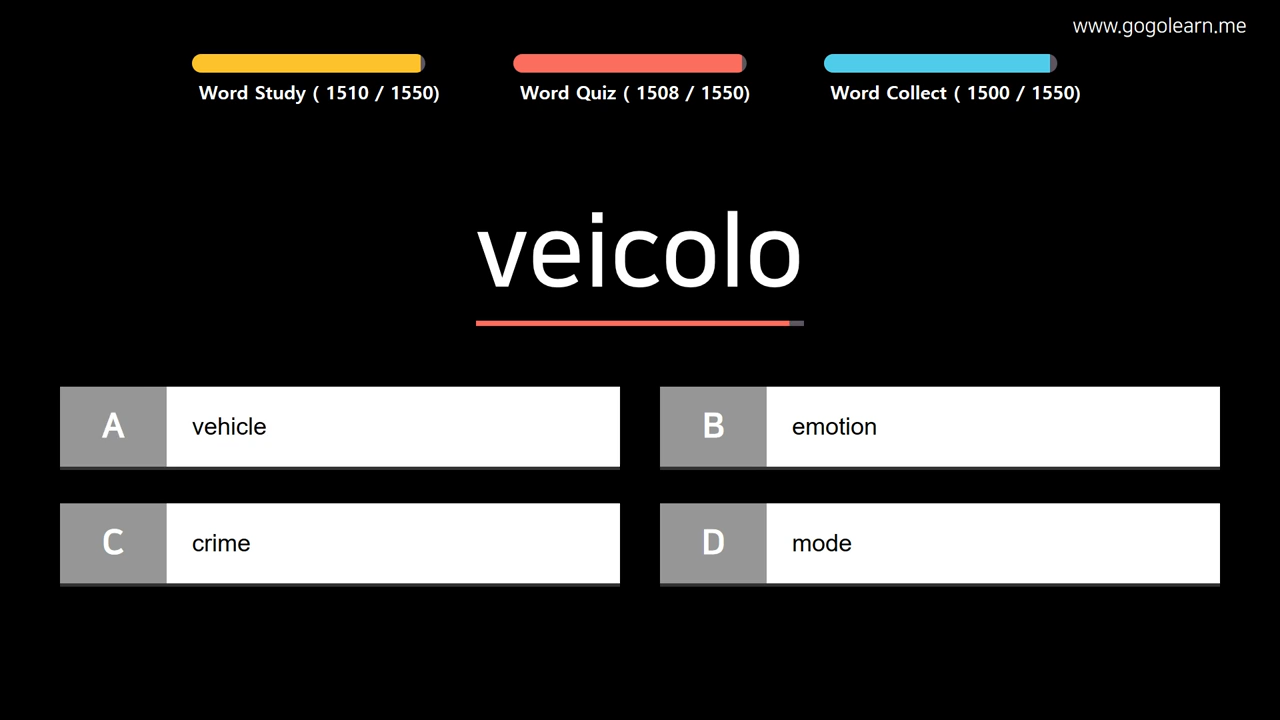 www.gogolearn.me
Word Study ( 1510 / 1550) Word Quiz ( 1508 / 1550) Word Collect ( 1500 / 1550)
veicolo
A vehicle B emotion
C crime D mode